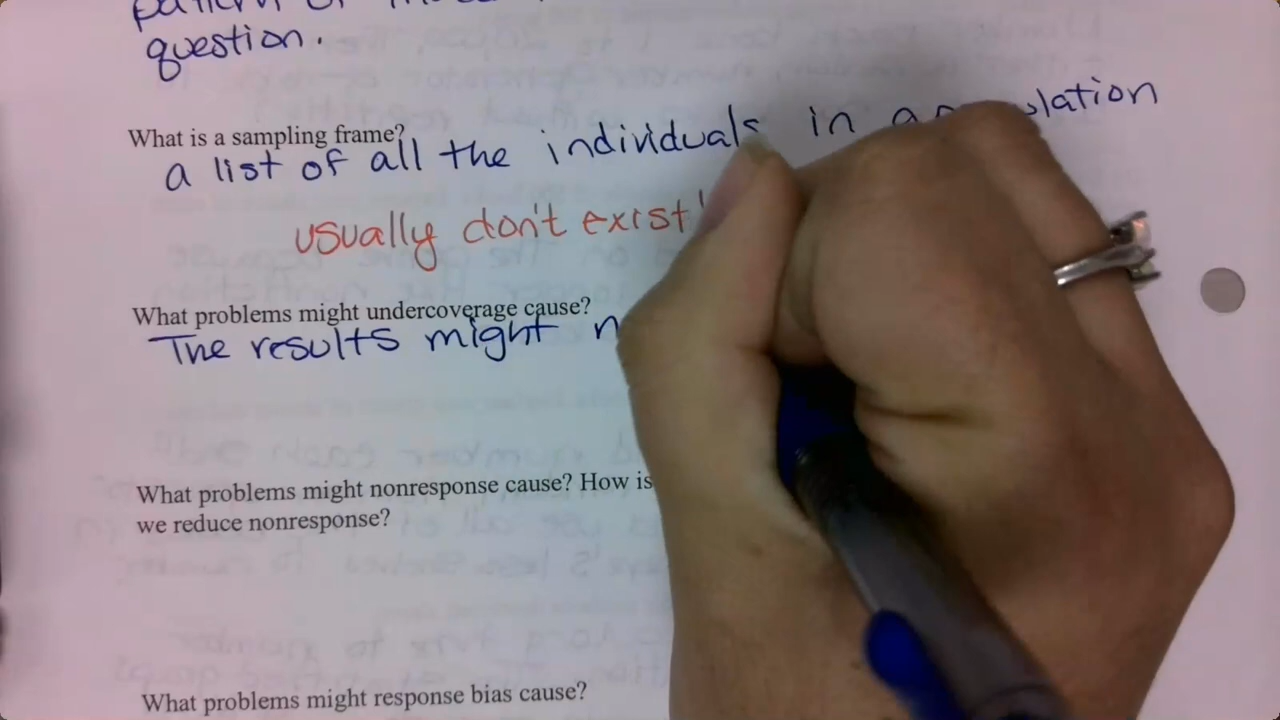 question.
What is a sampling frame?
a list of all the individuals in a
usually don't exist!
What problems might undercoverage cause?
The results might
What problems might nonresponse cause? How is
we reduce nonresponse?
What problems might response bias cause?